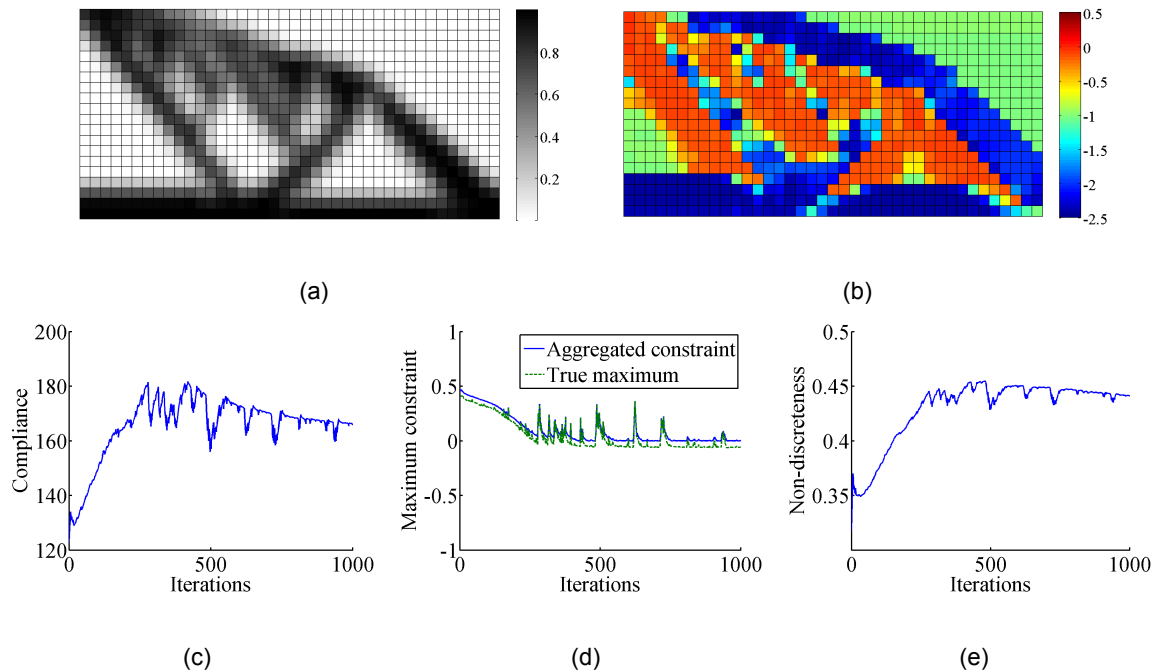 0.8
0.6
0.4
0.2
0.5
0
-0.5
-1
-1.5
-2
-2.5
(a)
(b)
200
180
160
140
120
0
500
1000
Compliance
Iterations
1
0.5
0
-0.5
-1
0
500
1000
Maximum constraint
Iterations
Aggregated constraint
True maximum
0.5
0.45
0.4
0.35
0
500
1000
Non-discreteness
Iterations
(c)
(d)
(e)